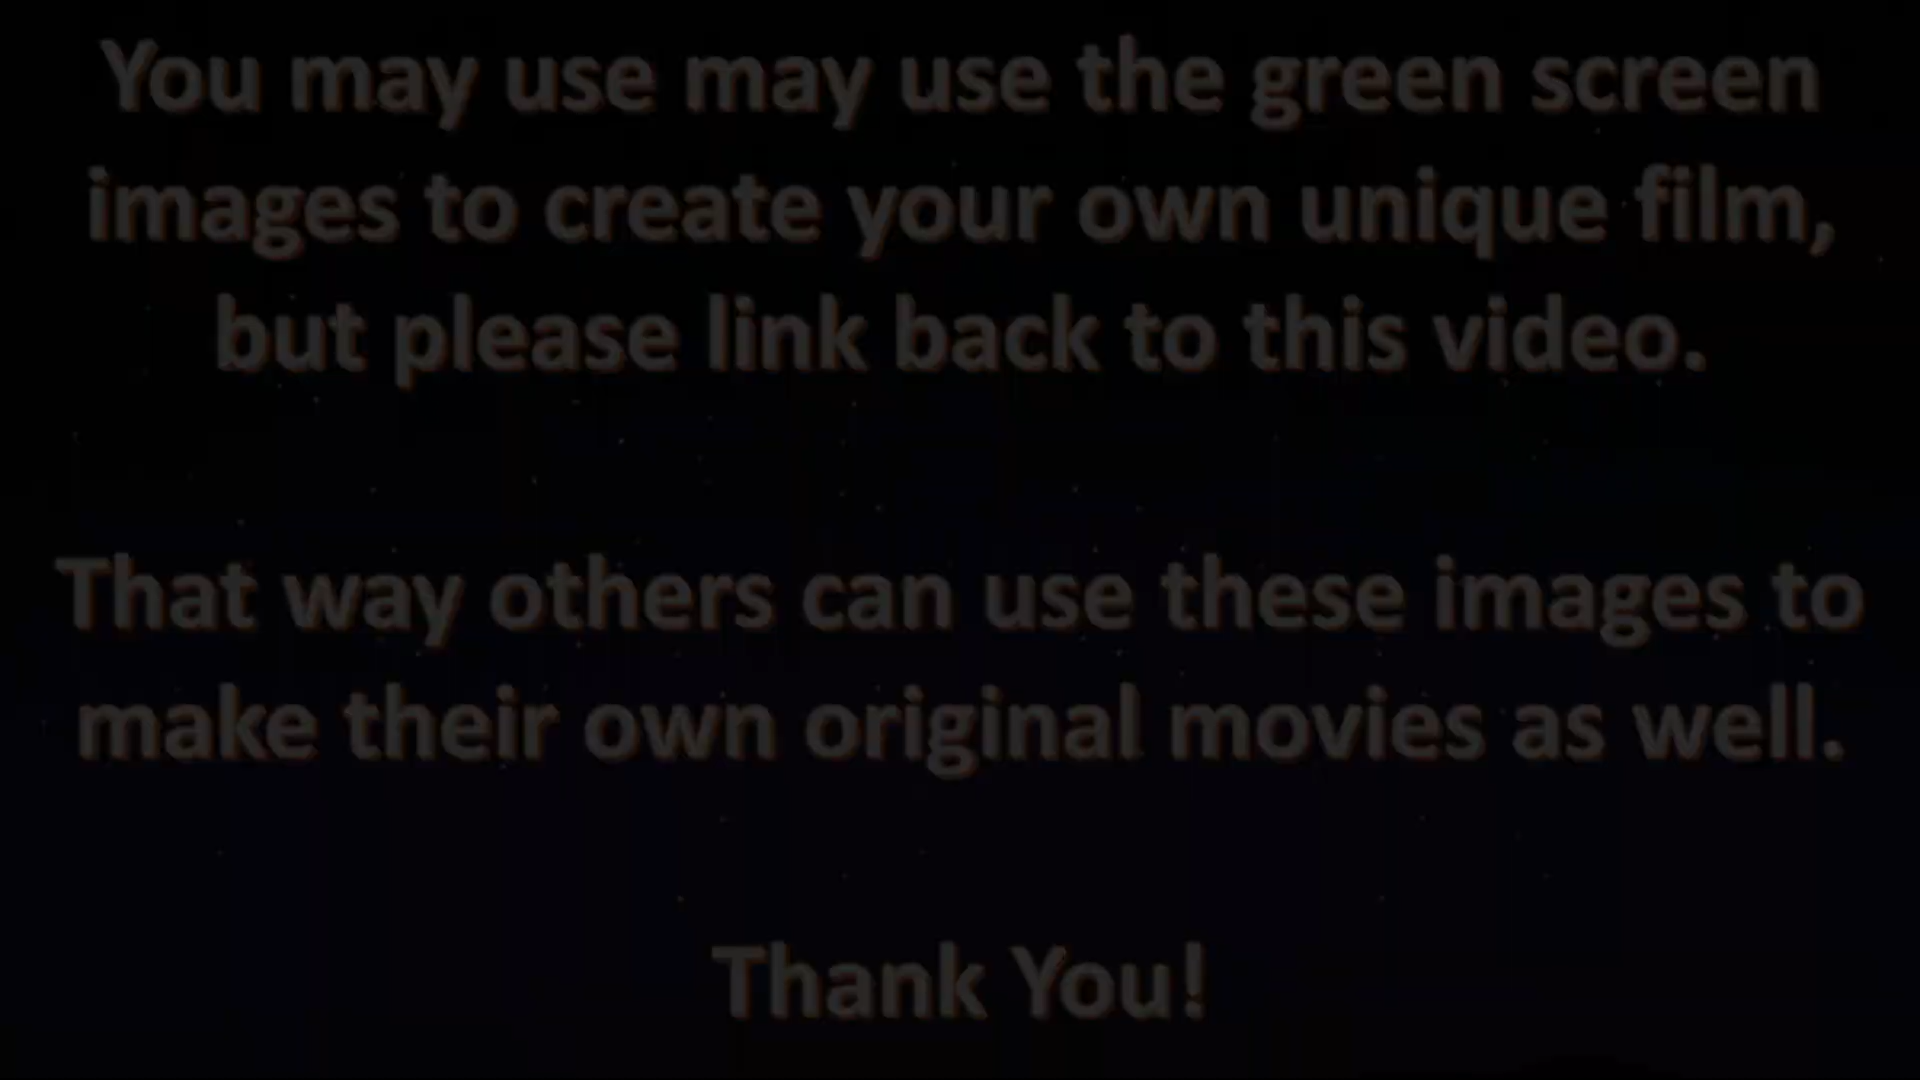 You may use may use the green screen
images to create your own unique film,
but please link back to this video.
That way others can use these images to
make their own original movies as well.
Thank You!